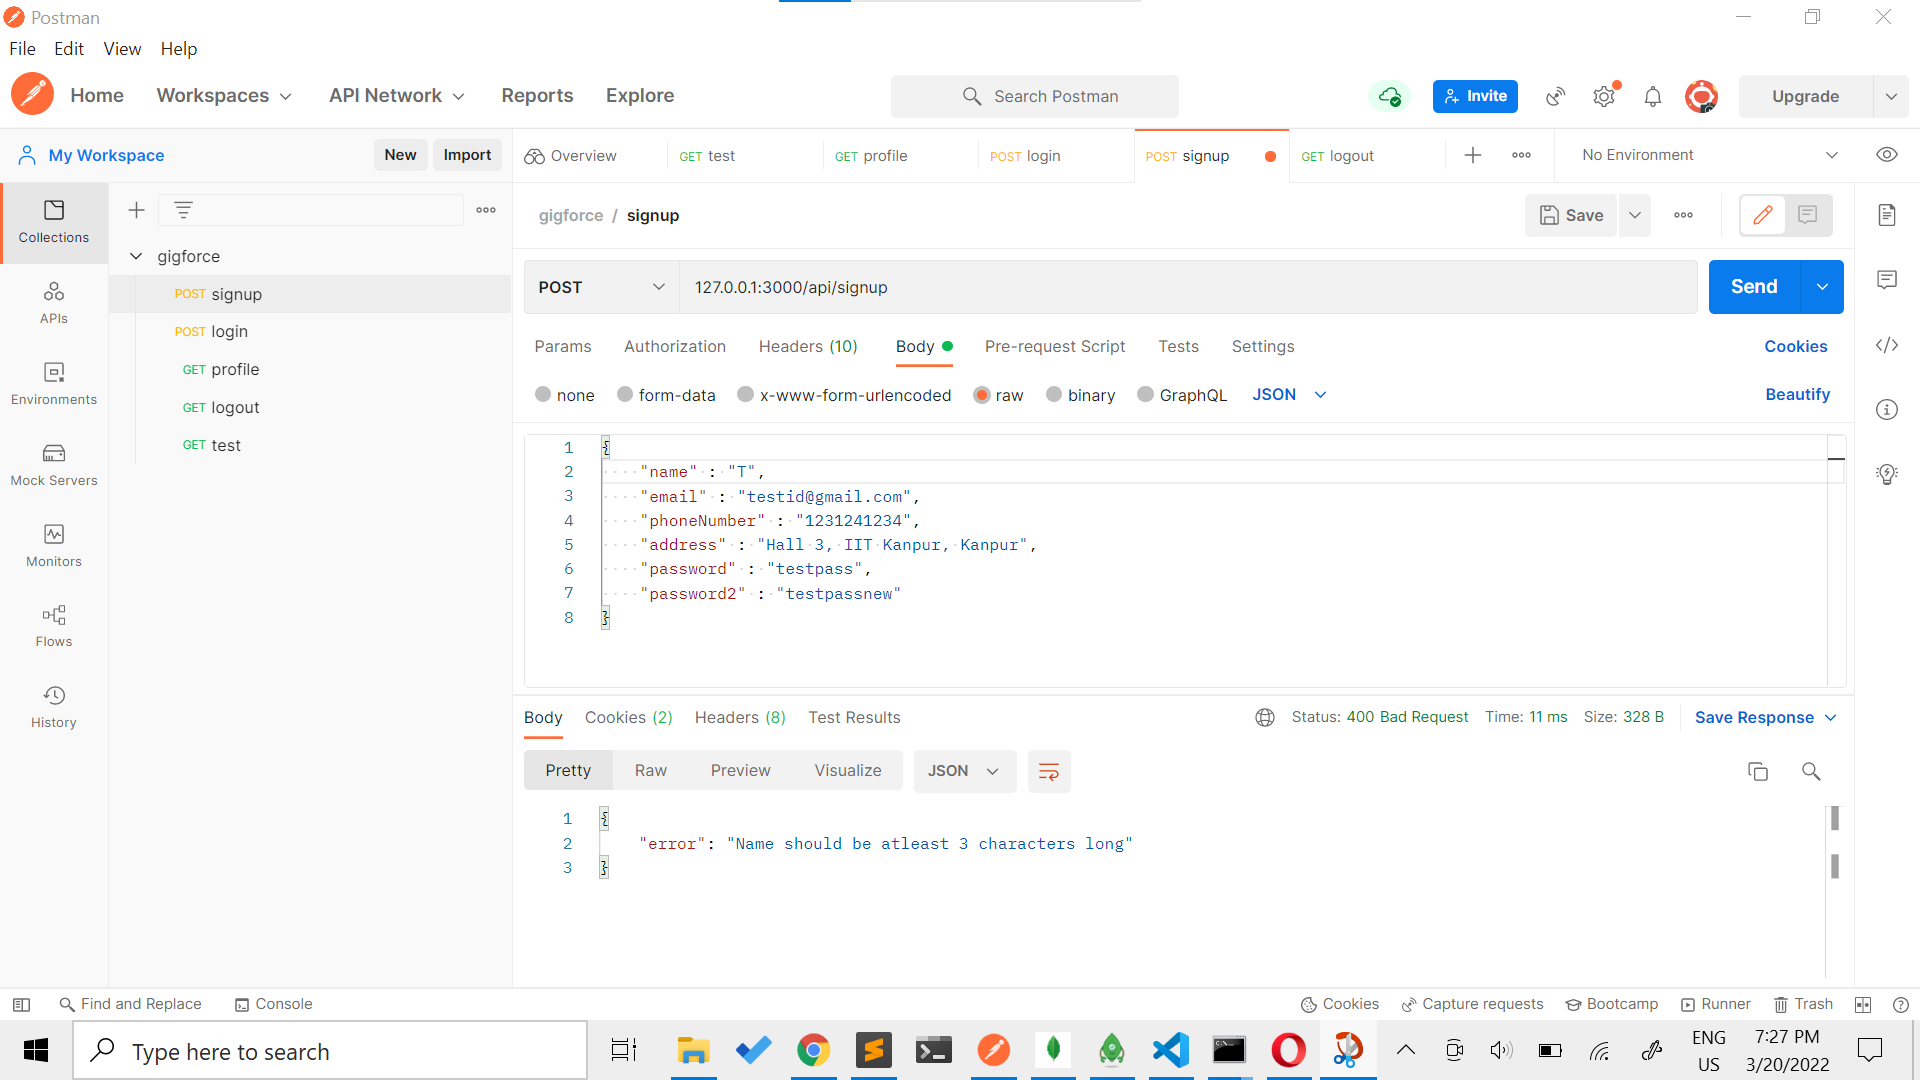 Postman
File Edit View Help
Home Workspaces API Network Reports Explore Search Postman Invite Upgrade
My Workspace New Import Overview GET test GET profile POST login POST signup GET logout No Environment
Collections
APIs
Environments
Mock Servers
Monitors
Flows
History
gigforce
POST signup
POST login
GET profile
GET logout
GET test
gigforce / signup Save
POST 127.0.0.1:3000/api/signup Send
Params Authorization Headers (10) Body Pre-request Script Tests Settings Cookies
none form-data x-www-form-urlencoded raw binary GraphQL JSON Beautify
1 {
2 "name" : "T",
3 "email" : "testid@gmail.com",
4 "phoneNumber" : "1231241234",
5 "address" : "Hall 3, IIT Kanpur, Kanpur",
6 "password" : "testpass",
7 "password2" : "testpassnew"
8 }
Body Cookies (2) Headers (8) Test Results Status: 400 Bad Request Time: 11 ms Size: 328 B Save Response
Pretty Raw Preview Visualize JSON
1 {
2 "error": "Name should be atleast 3 characters long"
3 }
Find and Replace Console Cookies Capture requests Bootcamp Runner Trash
Type here to search ENG 7:27 PM
US 3/20/2022